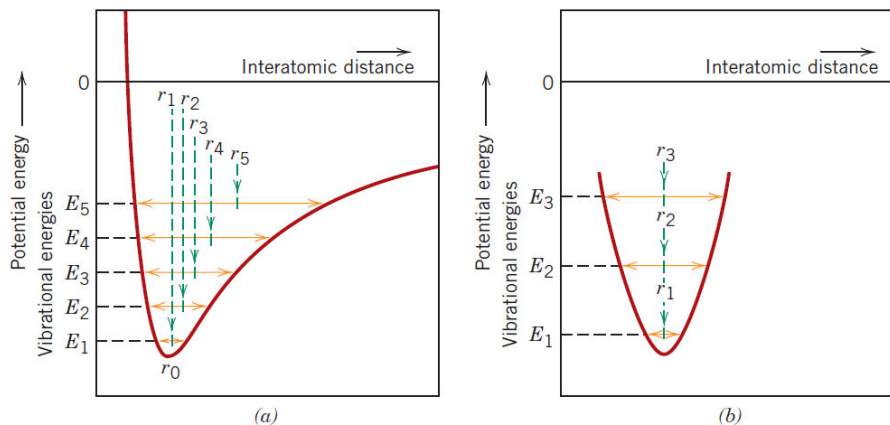 Interatomic distance
0
r1 r2
r3
r4 r5
Potential energy
Vibrational energies
E5
E4
E3
E2
E1
r0
(a)
Interatomic distance
0
Potential energy
Vibrational energies
r3
E3
r2
E2
r1
E1
(b)